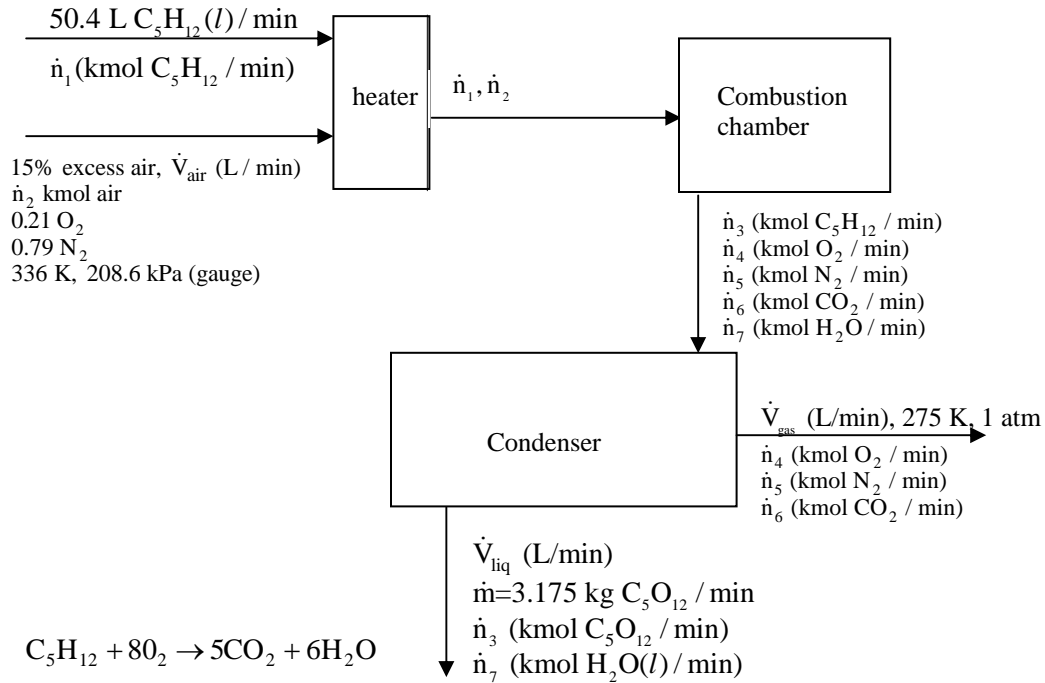 50.4 L C₅H₁₂(l) / min
ṅ₁(kmol C₅H₁₂ / min)
heater
ṅ₁, ṅ₂
Combustion
chamber
15% excess air, V̇air (L / min)
ṅ₂ kmol air
0.21 O₂
0.79 N₂
336 K, 208.6 kPa (gauge)
ṅ₃ (kmol C₅H₁₂ / min)
ṅ₄ (kmol O₂ / min)
ṅ₅ (kmol N₂ / min)
ṅ₆ (kmol CO₂ / min)
ṅ₇ (kmol H₂O / min)
Condenser
V̇gas (L/min), 275 K, 1 atm
ṅ₄ (kmol O₂ / min)
ṅ₅ (kmol N₂ / min)
ṅ₆ (kmol CO₂ / min)
V̇liq (L/min)
ṁ=3.175 kg C₅O₁₂ / min
ṅ₃ (kmol C₅O₁₂ / min)
ṅ₇ (kmol H₂O(l) / min)
C₅H₁₂ + 80₂ → 5CO₂ + 6H₂O